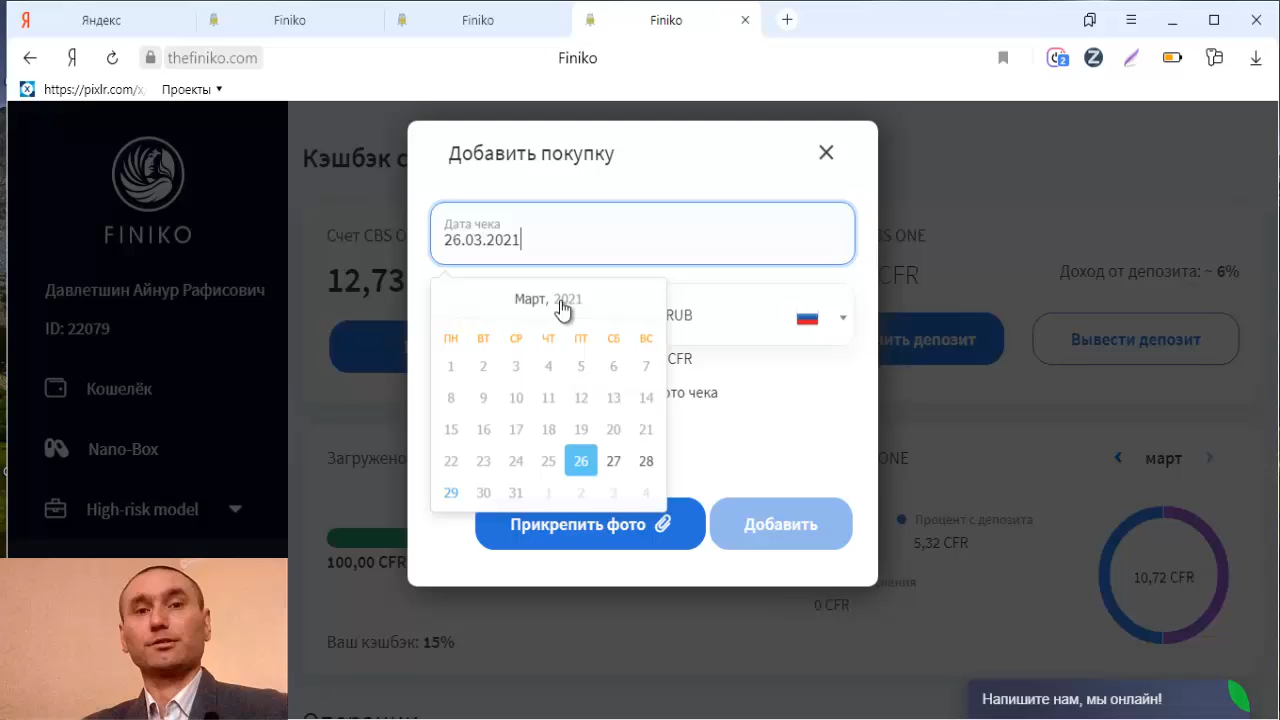 Яндекс
Finiko
Finiko
Finiko
Я
thefiniko.com
Finiko
2
https://pixlr.com/x
Проекты
FINIKO
Давлетшин Айнур Рафисович
ID: 22079
Кошелёк
Nano-Box
High-risk model
Кэшбэк
Счет CBS
12,73
Загружено
100,00 CFR
Ваш кэшбэк: 15%
Добавить покупку
Дата чека
26.03.2021
Март, 2021
ПН ВТ СР ЧТ ПТ СБ ВС
1 2 3 4 5 6 7
8 9 10 11 12 13 14
15 16 17 18 19 20 21
22 23 24 25 26 27 28
29 30 31 1 2 3 4
RUB
CFR
чека
Прикрепить фото
Добавить
ONE
CFR
Доход от депозита: ~ 6%
депозит
Вывести депозит
ONE
март
Процент с депозита
5,32 CFR
0 CFR
10,72 CFR
Напишите нам, мы онлайн!